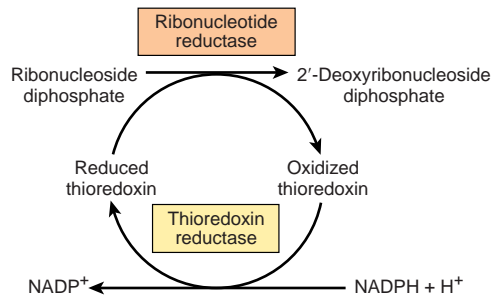 Ribonucleotide
reductase
Ribonucleoside
diphosphate
2′-Deoxyribonucleoside
diphosphate
Reduced
thioredoxin
Oxidized
thioredoxin
Thioredoxin
reductase
NADP⁺
NADPH + H⁺